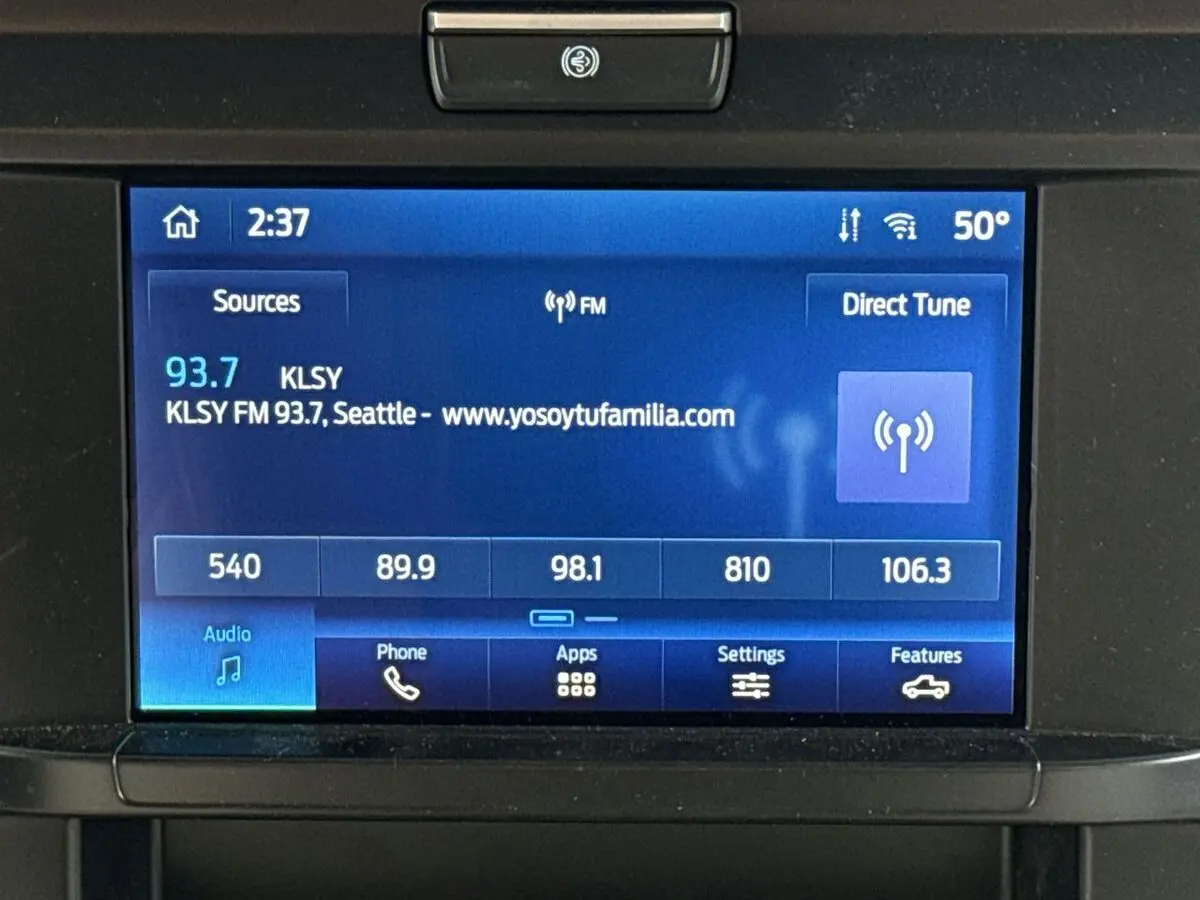 2:37
50°
Sources
FM
Direct Tune
93.7 KLSY
KLSY FM 93.7, Seattle - www.yosoytufamilia.com
540
89.9
98.1
810
106.3
Audio
Phone
Apps
Settings
Features